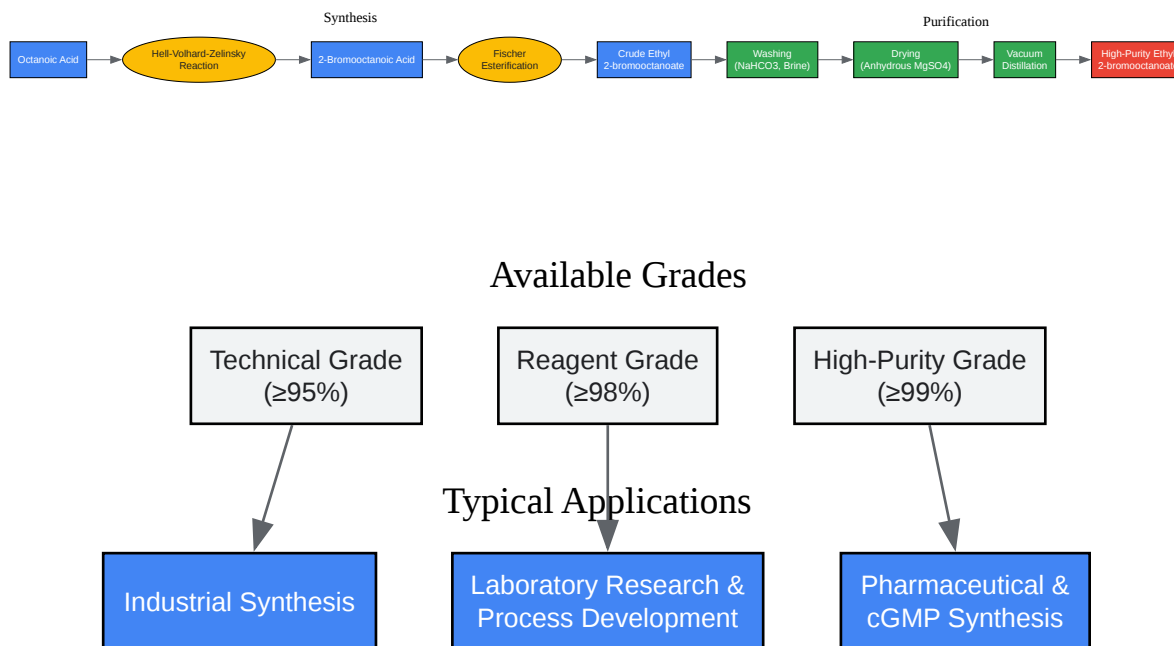 Synthesis
Purification
Octanoic Acid
Hell-Volhard-Zelinsky
Reaction
2-Bromooctanoic Acid
Fischer
Esterification
Crude Ethyl
2-bromooctanoate
Washing
(NaHCO3, Brine)
Drying
(Anhydrous MgSO4)
Vacuum
Distillation
High-Purity Ethyl
2-bromooctanoate
Available Grades
Technical Grade
(≥95%)
Reagent Grade
(≥98%)
High-Purity Grade
(≥99%)
Typical Applications
Industrial Synthesis
Laboratory Research &
Process Development
Pharmaceutical &
cGMP Synthesis